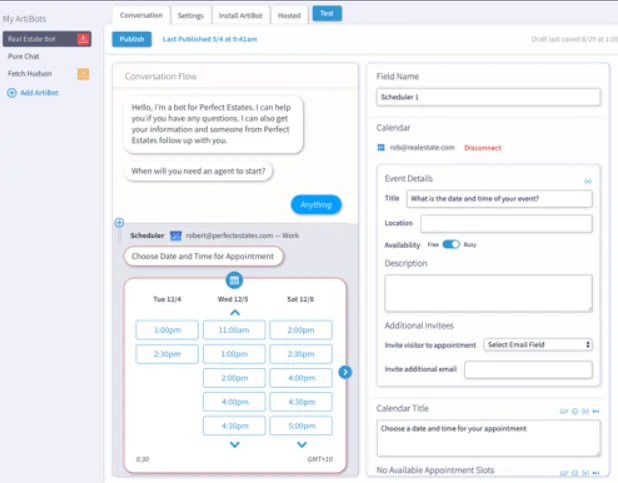 My ArtiBots
Real Estate Bot
Pure Chat
Fetch Hudson
Add ArtiBot
Conversation
Settings
Install ArtiBot
Hosted
Test
Publish
Last Published 5/4 at 9:41am
Draft last saved 8/29 at 1:05
Conversation Flow
Hello, I'm a bot for Perfect Estates. I can help
you if you have any questions. I can also get
your information and someone from Perfect
Estates follow up with you.
When will you need an agent to start?
Anything
Scheduler
robert@perfectestates.com — Work
Choose Date and Time for Appointment
Tue 12/4
Wed 12/5
Sat 12/8
1:00pm
11:00am
2:00pm
2:30pm
1:00pm
2:30pm
2:00pm
4:00pm
4:00pm
4:30pm
4:30pm
5:00pm
0:30
GMT+10
Field Name
Scheduler 1
Calendar
rob@realestate.com
Disconnect
Event Details
Title
What is the date and time of your event?
Location
Availability
Free
Busy
Description
Additional Invitees
Invite visitor to appointment
Select Email Field
Invite additional email
Calendar Title
Choose a date and time for your appointment
No Available Appointment Slots